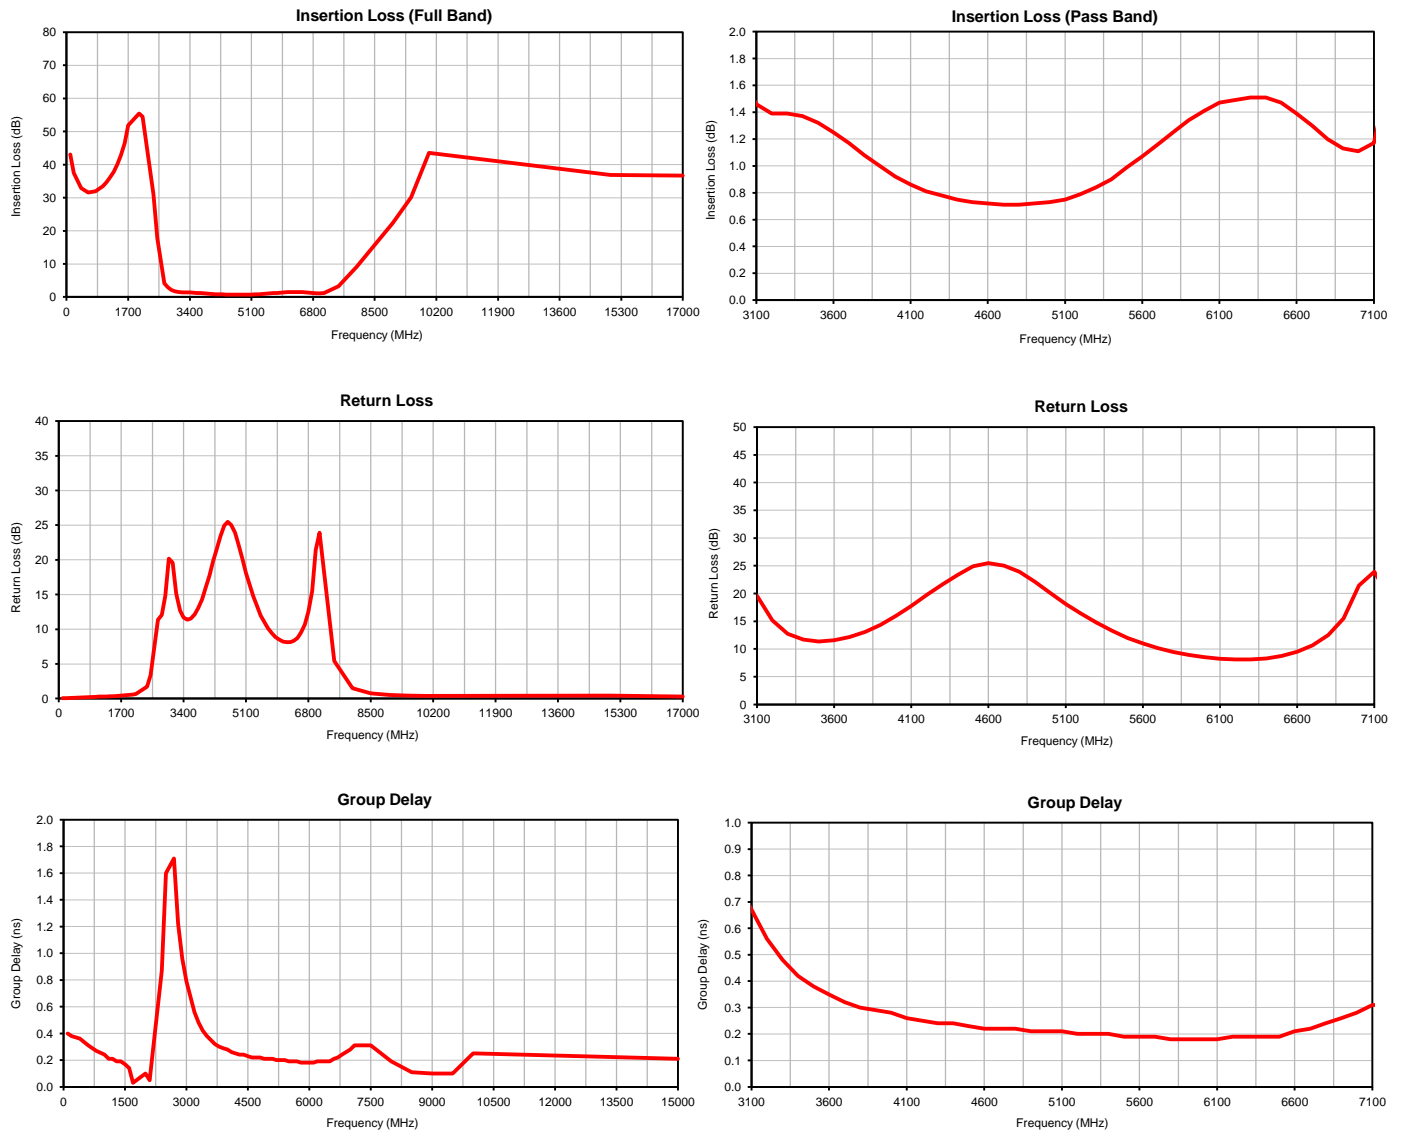 Insertion Loss (Full Band)
80
70
60
50
40
30
20
10
0
Insertion Loss (dB)
0 1700 3400 5100 6800 8500 10200 11900 13600 15300 17000
Frequency (MHz)
Insertion Loss (Pass Band)
2.0
1.8
1.6
1.4
1.2
1.0
0.8
0.6
0.4
0.2
0.0
Insertion Loss (dB)
3100 3600 4100 4600 5100 5600 6100 6600 7100
Frequency (MHz)
Return Loss
40
35
30
25
20
15
10
5
0
Return Loss (dB)
0 1700 3400 5100 6800 8500 10200 11900 13600 15300 17000
Frequency (MHz)
Return Loss
50
45
40
35
30
25
20
15
10
5
0
Return Loss (dB)
3100 3600 4100 4600 5100 5600 6100 6600 7100
Frequency (MHz)
Group Delay
2.0
1.8
1.6
1.4
1.2
1.0
0.8
0.6
0.4
0.2
0.0
Group Delay (ns)
0 1500 3000 4500 6000 7500 9000 10500 12000 13500 15000
Frequency (MHz)
Group Delay
1.0
0.9
0.8
0.7
0.6
0.5
0.4
0.3
0.2
0.1
0.0
Group Delay (ns)
3100 3600 4100 4600 5100 5600 6100 6600 7100
Frequency (MHz)